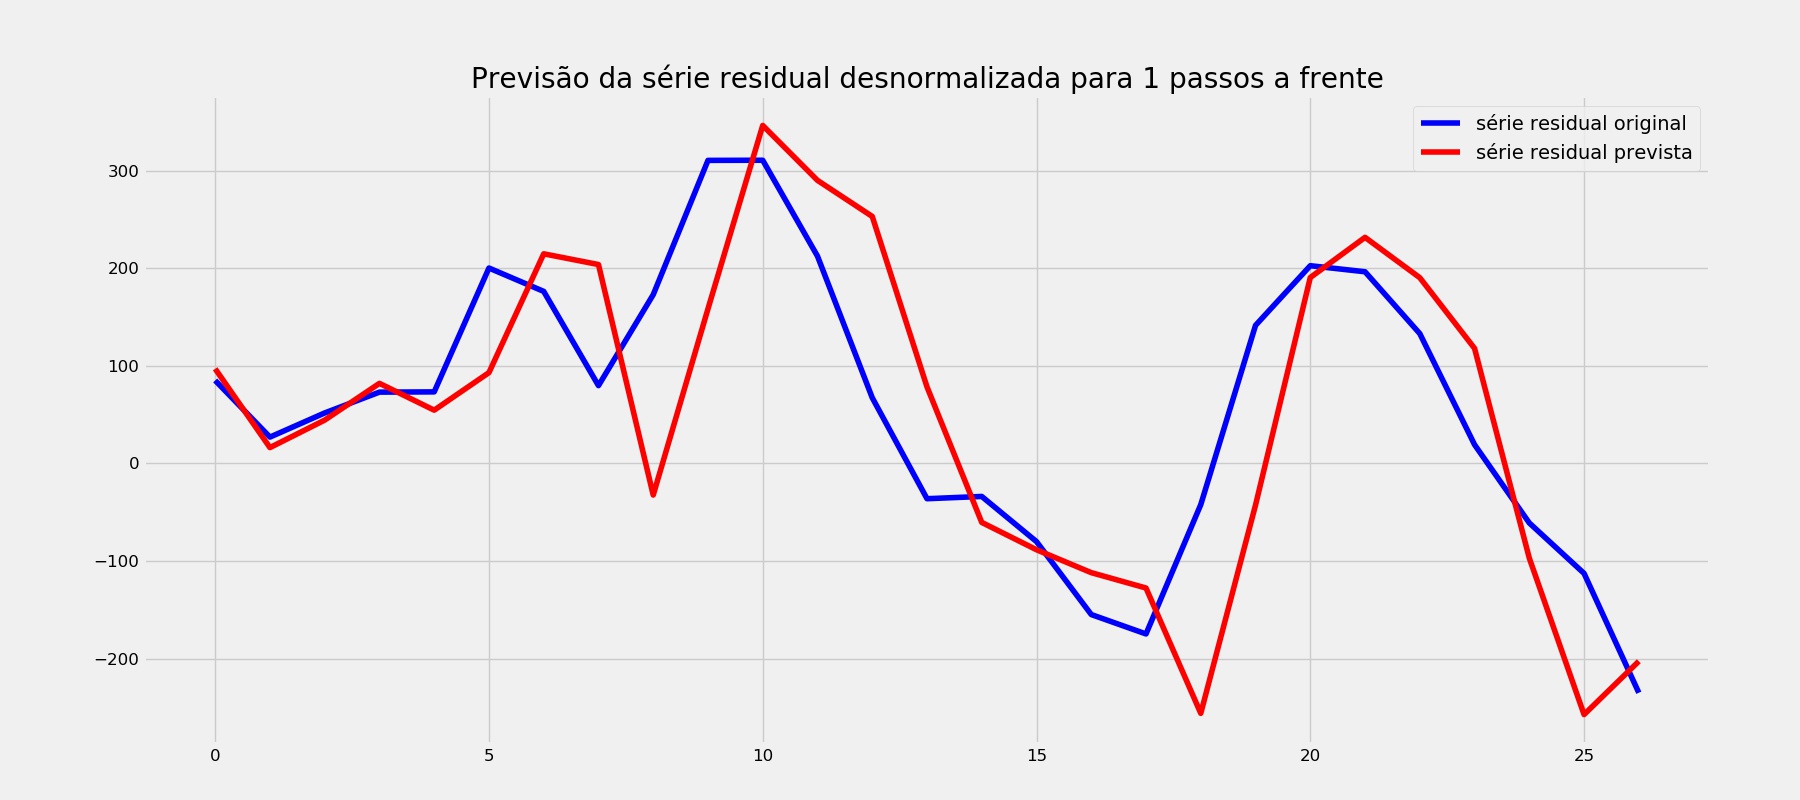 Previsão da série residual desnormalizada para 1 passos a frente
série residual original
série residual prevista
300
200
100
0
−100
−200
0 5 10 15 20 25